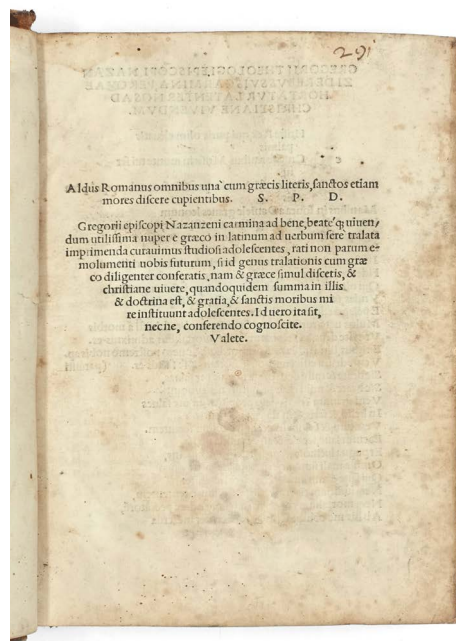 291
Aldus Romanus omnibus unà cum græcis literis, sanctos etiam
mores discere cupientibus. S. P. D.
Gregorii episcopi Nazanzeni carmina ad bene, beate'q; uiuen/
dum utilissima nuper e græco in latinum ad uerbum fere tralata
imprimenda curauimus studiosi adolescentes, rati non parum e-
molumenti uobis futurum, si id genus tralationis cum græ
co diligenter conferatis, nam & græce simul discetis, &
christiane uiuere, quandoquidem summa in illis
& doctrina est, & gratia, & sanctis moribus mi
re instituunt adolescentes. Id uero ita sit,
nec ne, conferendo cognoscite.
Valete.